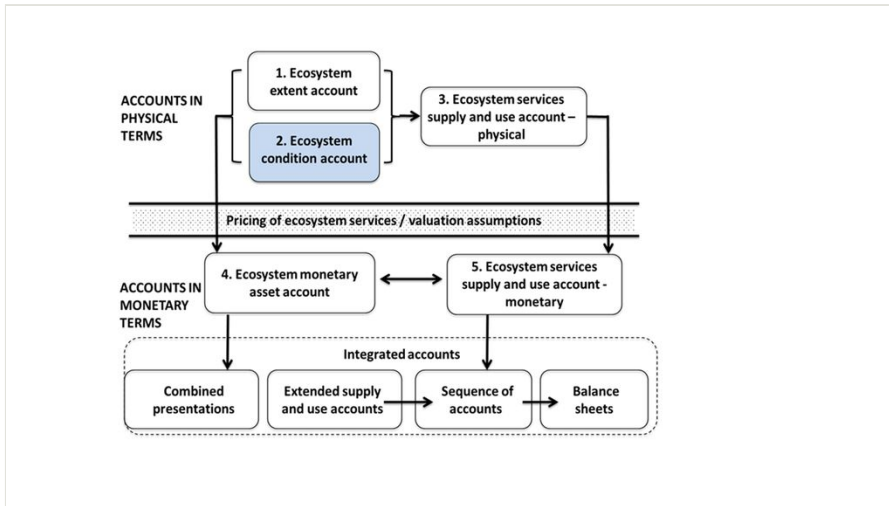 1. Ecosystem
extent account
ACCOUNTS IN
PHYSICAL
TERMS
2. Ecosystem
condition account
3. Ecosystem services
supply and use account –
physical
Pricing of ecosystem services / valuation assumptions
4. Ecosystem monetary
asset account
5. Ecosystem services
supply and use account -
monetary
ACCOUNTS IN
MONETARY
TERMS
Integrated accounts
Combined
presentations
Extended supply
and use accounts
Sequence of
accounts
Balance
sheets